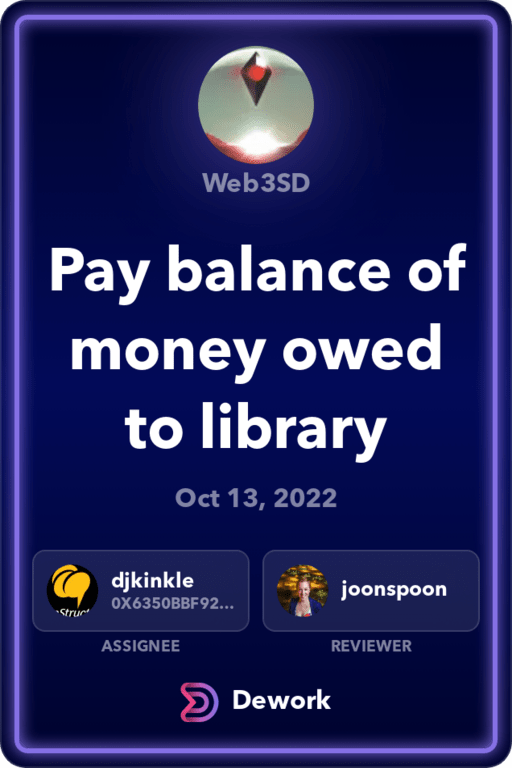 Web3SD
Pay balance of
money owed
to library
Oct 13, 2022
djkinkle
0X6350BBF92...
ASSIGNEE
joonspoon
REVIEWER
Dework